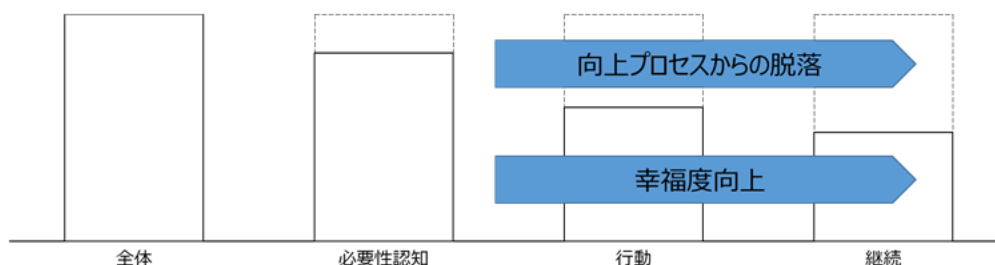 向上プロセスからの脱落
幸福度向上
全体
必要性認知
行動
継続